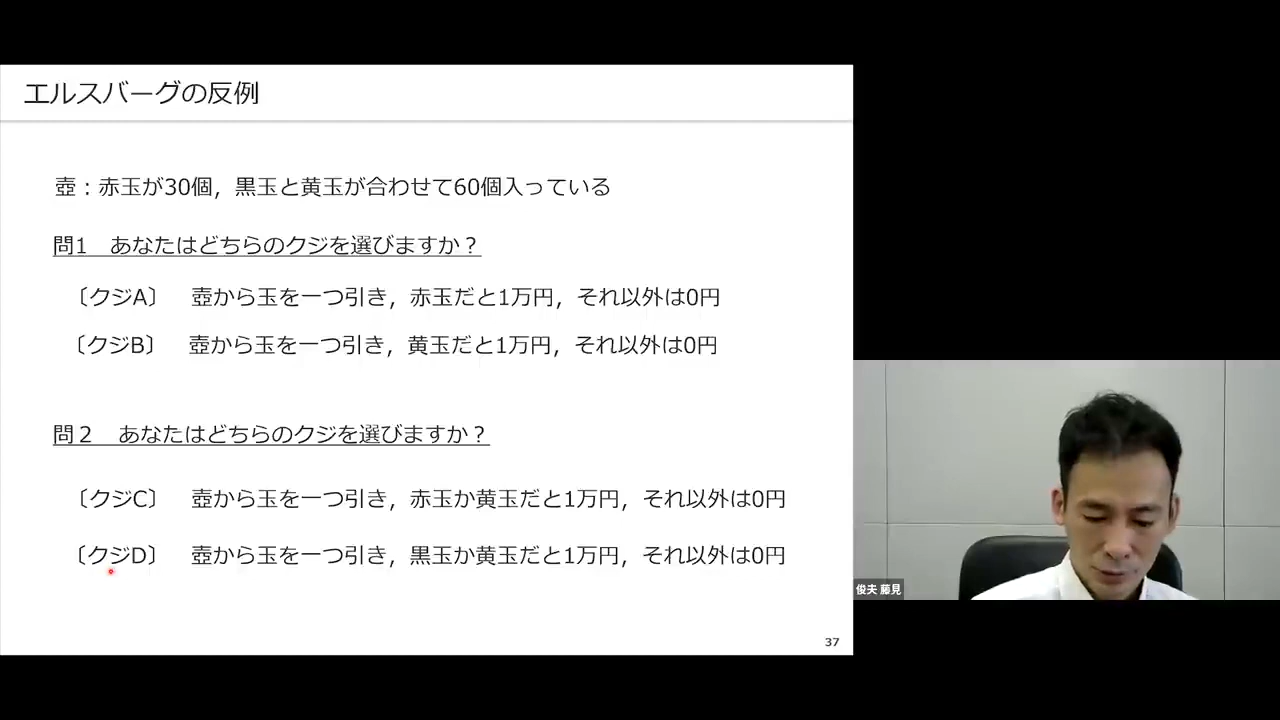 エルスバーグの反例
壺：赤玉が30個，黒玉と黄玉が合わせて60個入っている
問1　あなたはどちらのクジを選びますか？
〔クジA〕　壺から玉を一つ引き，赤玉だと1万円，それ以外は0円
〔クジB〕　壺から玉を一つ引き，黄玉だと1万円，それ以外は0円
問２　あなたはどちらのクジを選びますか？
〔クジC〕　壺から玉を一つ引き，赤玉か黄玉だと1万円，それ以外は0円
〔クジD〕　壺から玉を一つ引き，黒玉か黄玉だと1万円，それ以外は0円
37
俊夫 藤見